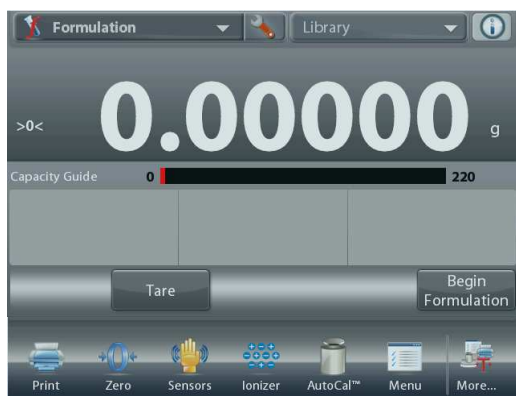 Formulation Library
>0< 0.00000 g
Capacity Guide 0 220
Tare Begin Formulation
Print Zero Sensors Ionizer AutoCal™ Menu More...